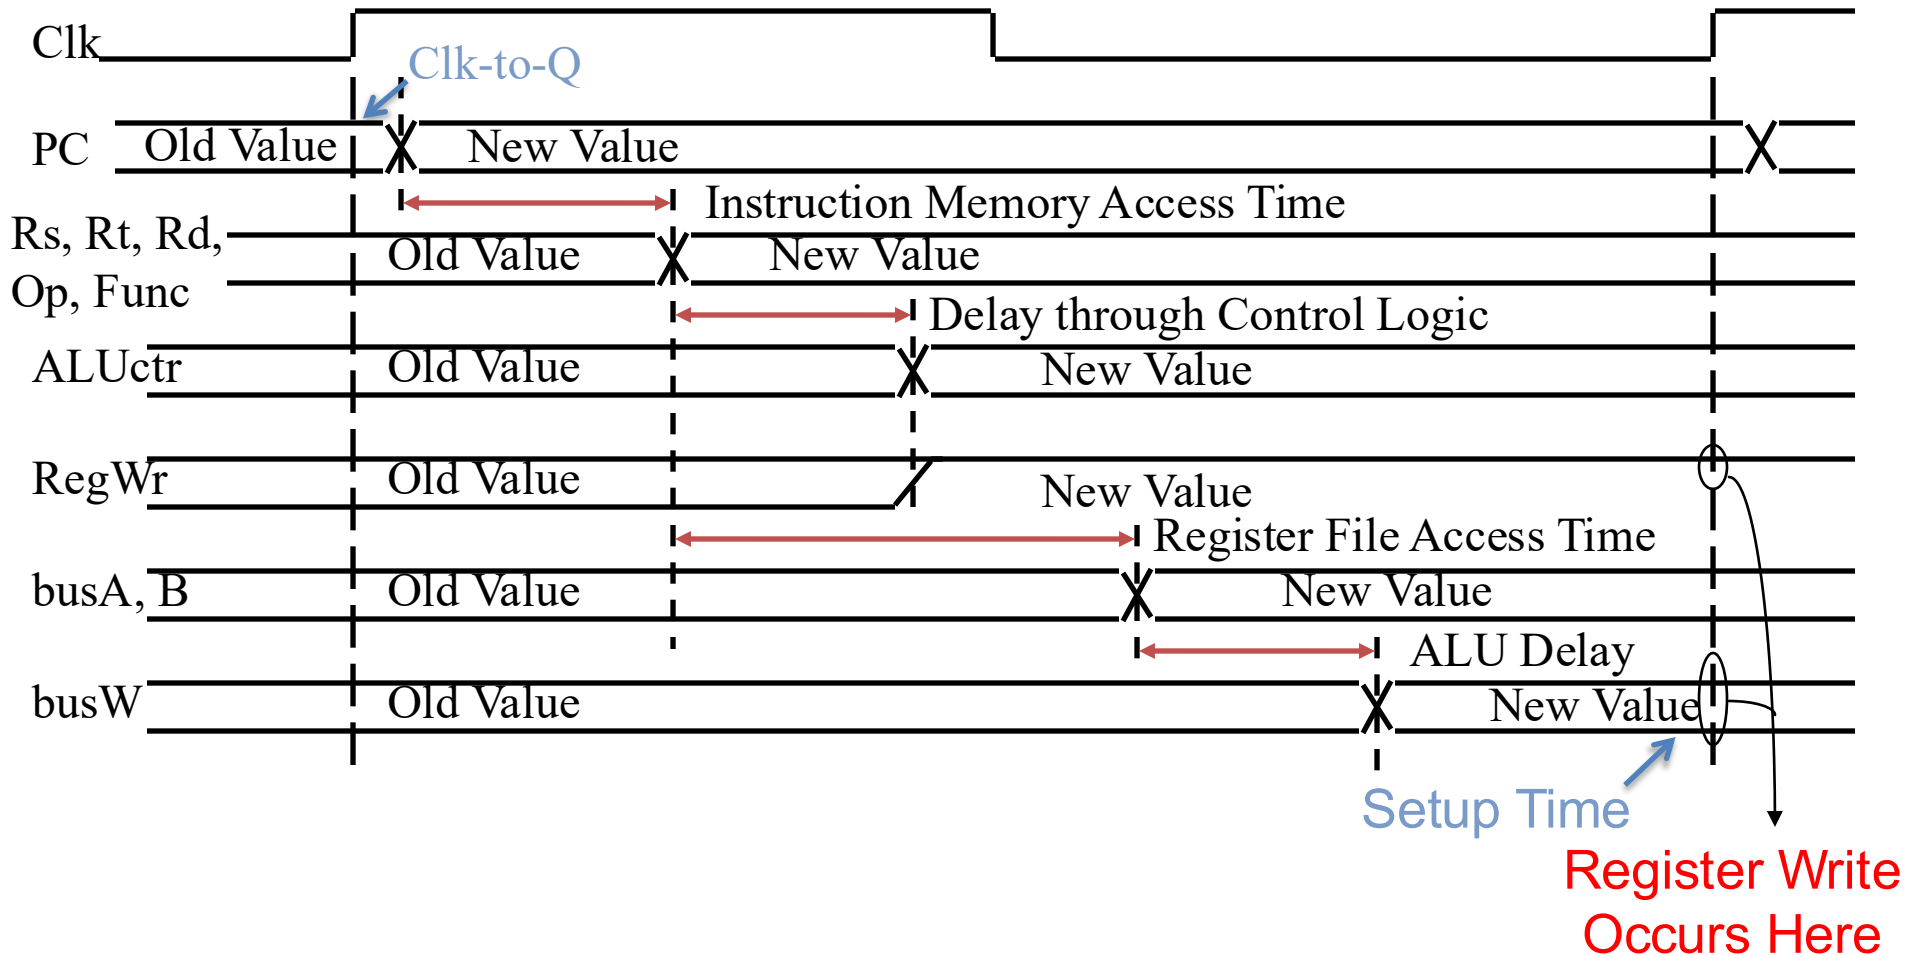 Clk
Clk-to-Q
PC
Old Value
New Value
Instruction Memory Access Time
Rs, Rt, Rd,
Op, Func
Old Value
New Value
Delay through Control Logic
ALUctr
Old Value
New Value
RegWr
Old Value
New Value
Register File Access Time
busA, B
Old Value
New Value
ALU Delay
busW
Old Value
New Value
Setup Time
Register Write
Occurs Here